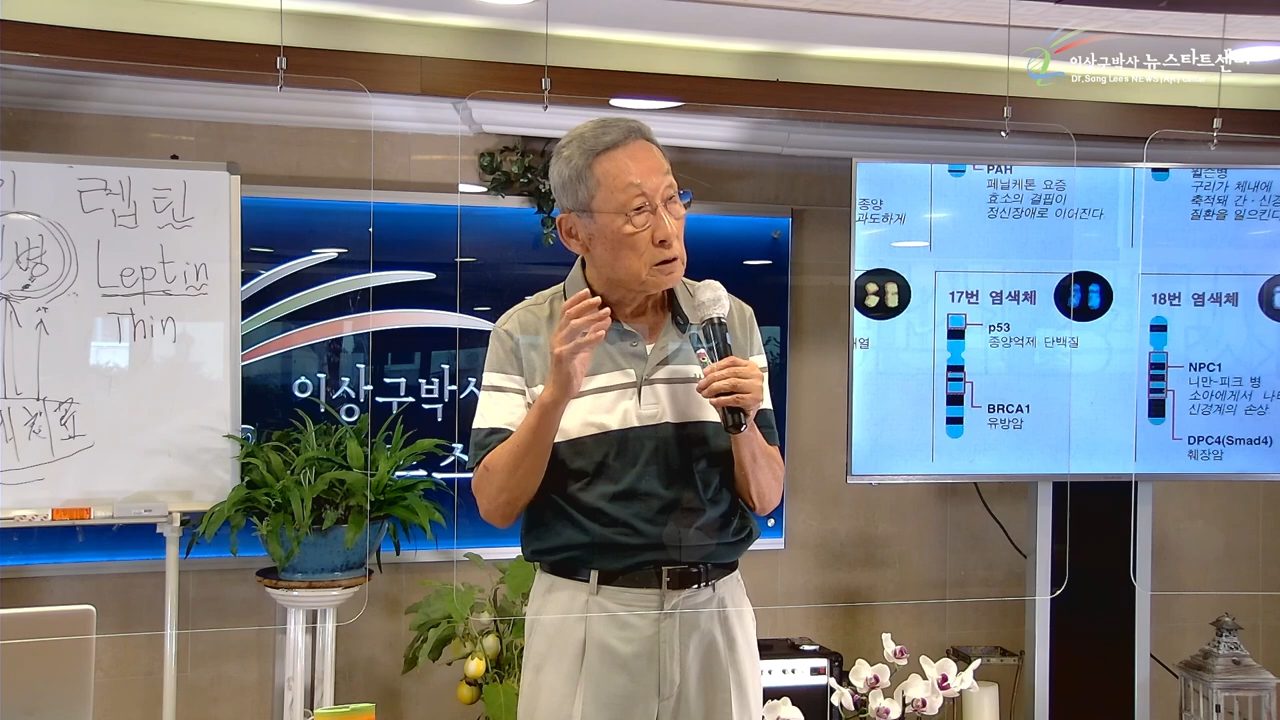 이상구박사 뉴스타트센터
Dr.Sang Lee's NEWSTART Center
렙틴
Leptin
Thin
병
이상구박사
종양
과도하게
PAH
페닐케톤 요증
효소의 결핍이
정신장애로 이어진다
윌슨병
구리가 체내에
축적돼 간·신경
질환을 일으킨다
17번 염색체
p53
종양억제 단백질
BRCA1
유방암
18번 염색체
NPC1
니만-피크 병
소아에게서 나타
신경계의 손상
DPC4(Smad4)
췌장암